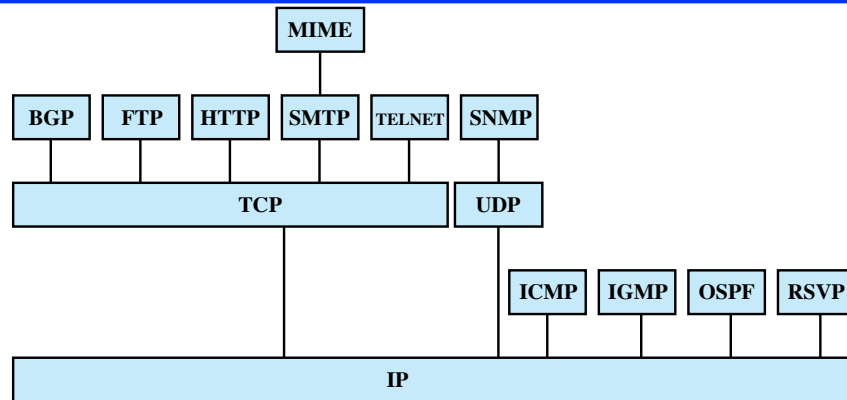 MIME
BGP FTP HTTP SMTP TELNET SNMP
TCP UDP
ICMP IGMP OSPF RSVP
IP